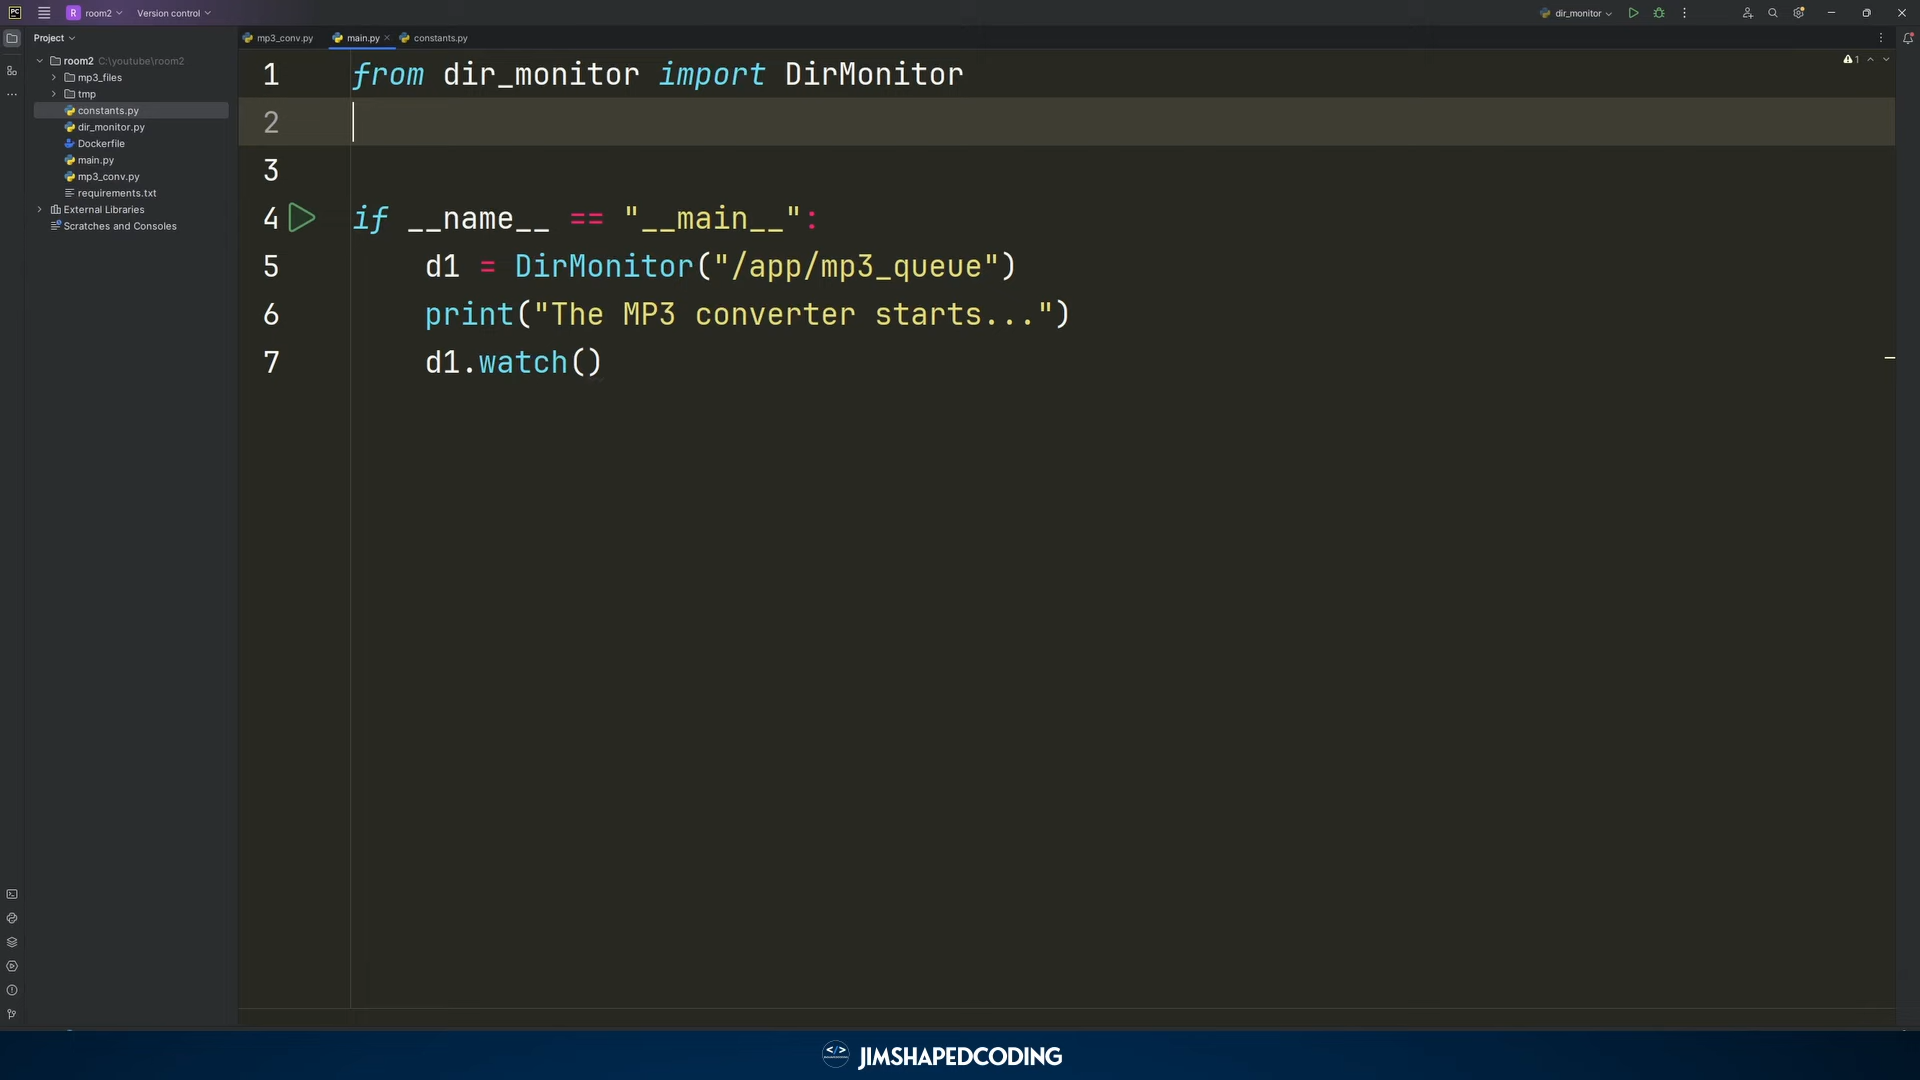 PC
R room2 Version control
dir_monitor
Project
mp3_conv.py main.py constants.py
room2 C:\youtube\room2
mp3_files
tmp
constants.py
dir_monitor.py
Dockerfile
main.py
mp3_conv.py
requirements.txt
External Libraries
Scratches and Consoles
1
1 from dir_monitor import DirMonitor
2
3
4 if __name__ == "__main__":
5 d1 = DirMonitor("/app/mp3_queue")
6 print("The MP3 converter starts...")
7 d1.watch()
</> JIMSHAPEDCODING